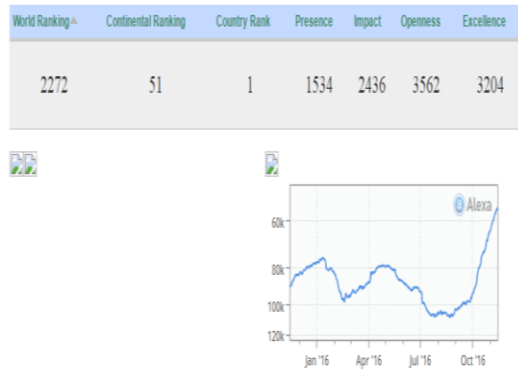 World Ranking Continental Ranking Country Rank Presence Impact Openness Excellence
2272 51 1 1534 2436 3562 3204
Alexa
60k
80k
100k
120k
Jan '16 Apr '16 Jul '16 Oct '16